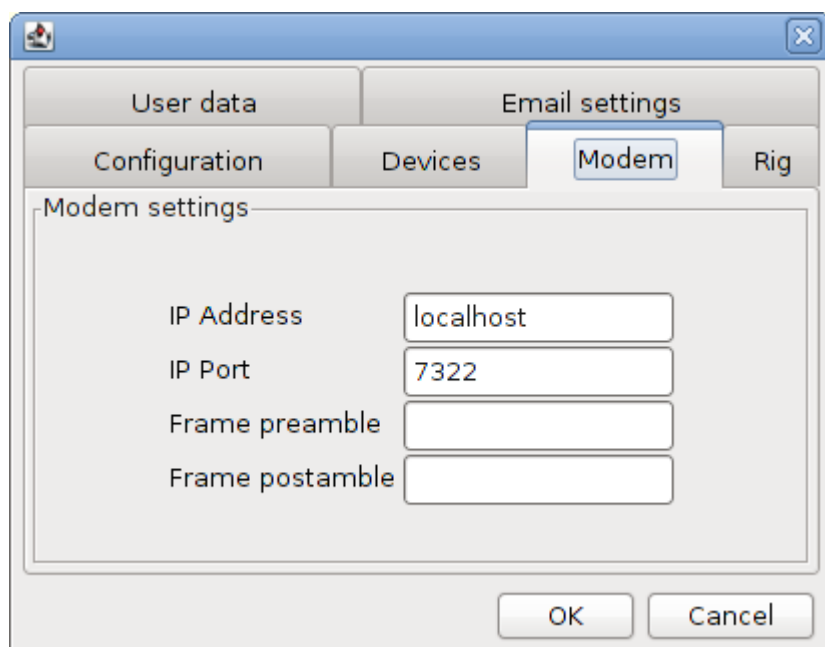 User data Email settings
Configuration Devices Modem Rig
Modem settings
IP Address localhost
IP Port 7322
Frame preamble
Frame postamble
OK Cancel